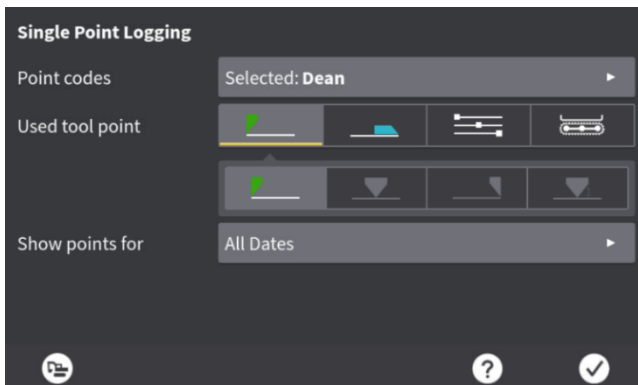 Single Point Logging
Point codes
Selected: Dean
Used tool point
Show points for
All Dates
?